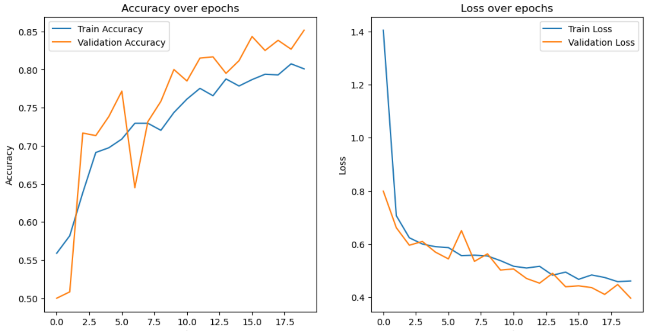 Accuracy over epochs
Train Accuracy
Validation Accuracy
Accuracy
0.85
0.80
0.75
0.70
0.65
0.60
0.55
0.50
0.0 2.5 5.0 7.5 10.0 12.5 15.0 17.5
Loss over epochs
Train Loss
Validation Loss
Loss
1.4
1.2
1.0
0.8
0.6
0.4
0.0 2.5 5.0 7.5 10.0 12.5 15.0 17.5